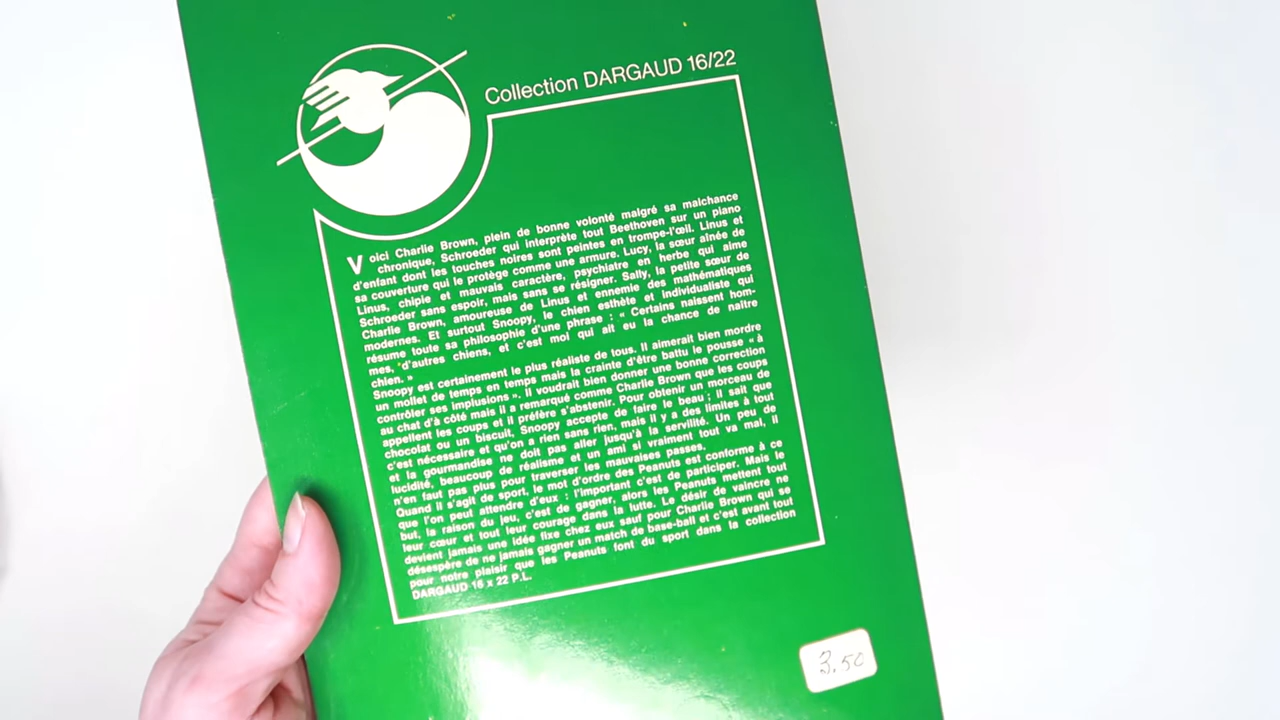 Collection DARGAUD 16/22
Voici Charlie Brown, plein de bonne volonté malgré sa malchance
chronique, Schroeder qui interprète tout Beethoven sur un piano
d'enfant dont les touches noires sont peintes en trompe-l'œil. Linus et
sa couverture qui le protège comme une armure. Lucy, la sœur aînée de
Linus, chipie et mauvais caractère, psychiatre en herbe qui aime
Schroeder sans espoir, mais sans se résigner. Sally, la petite sœur de
Charlie Brown, amoureuse de Linus et ennemie des mathématiques
modernes. Et surtout Snoopy, le chien esthète et individualiste qui
résume toute sa philosophie d'une phrase : « Certains naissent hom-
mes, d'autres chiens, et c'est moi qui ait eu la chance de naître
chien. »
Snoopy est certainement le plus réaliste de tous. Il aimerait bien mordre
un mollet de temps en temps mais la crainte d'être battu le pousse « à
contrôler ses implusions ». Il voudrait bien donner une bonne correction
au chat d'à côté mais il a remarqué comme Charlie Brown que les coups
appellent les coups et il préfère s'abstenir. Pour obtenir un morceau de
chocolat ou un biscuit, Snoopy accepte de faire le beau ; il sait que
c'est nécessaire et qu'on a rien sans rien, mais il y a des limites à tout
et la gourmandise ne doit pas aller jusqu'à la servilité. Un peu de
lucidité, beaucoup de réalisme et un ami si vraiment tout va mal, il
n'en faut pas plus pour traverser les mauvaises passes.
Quand il s'agit de sport, le mot d'ordre des Peanuts est conforme à ce
que l'on peut attendre d'eux : l'important c'est de participer. Mais le
but, la raison du jeu, c'est de gagner, alors les Peanuts mettent tout
leur cœur et tout leur courage dans la lutte. Le désir de vaincre ne
devient jamais une idée fixe chez eux sauf pour Charlie Brown qui se
désespère de ne jamais gagner un match de base-ball et c'est avant tout
pour notre plaisir que les Peanuts font du sport dans la collection
DARGAUD 16 x 22 P.L.
3.50